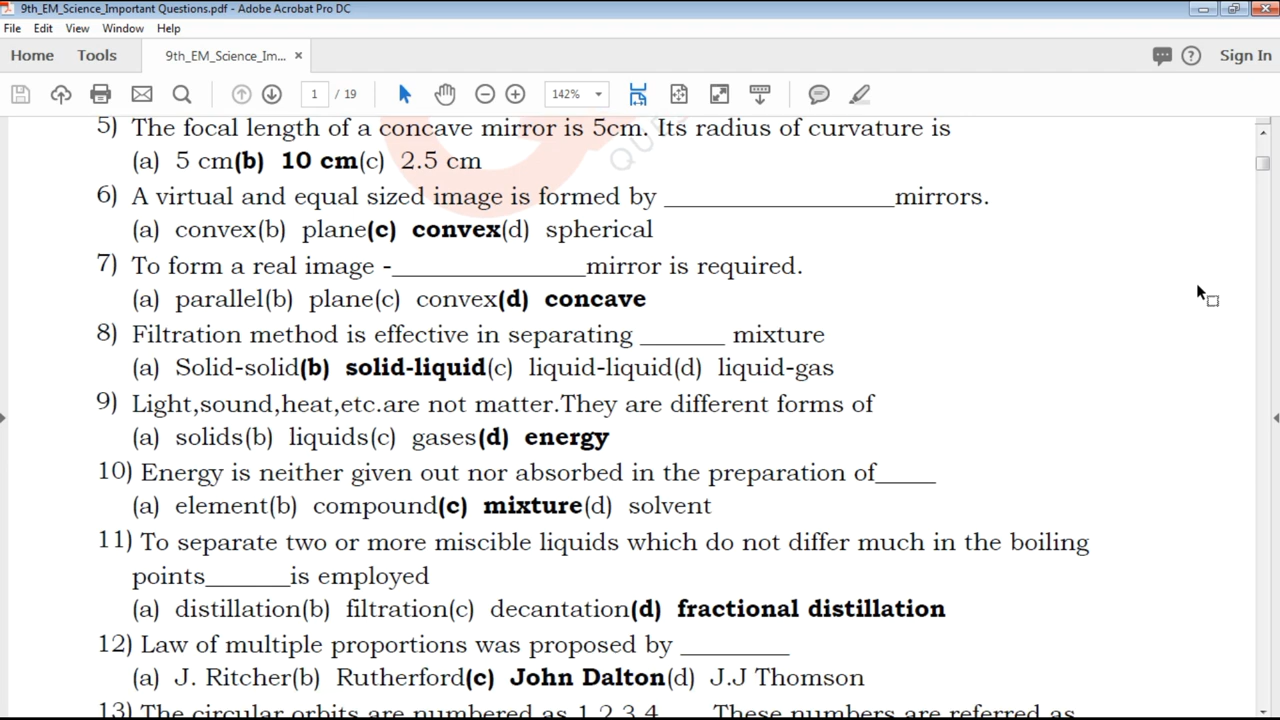 9th_EM_Science_Important Questions.pdf - Adobe Acrobat Pro DC
File Edit View Window Help
Home Tools 9th_EM_Science_Im... × Sign In
1 / 19 142%
5) The focal length of a concave mirror is 5cm. Its radius of curvature is
(a) 5 cm(b) 10 cm(c) 2.5 cm
6) A virtual and equal sized image is formed by _________________mirrors.
(a) convex(b) plane(c) convex(d) spherical
7) To form a real image -______________mirror is required.
(a) parallel(b) plane(c) convex(d) concave
8) Filtration method is effective in separating ______ mixture
(a) Solid-solid(b) solid-liquid(c) liquid-liquid(d) liquid-gas
9) Light,sound,heat,etc.are not matter.They are different forms of
(a) solids(b) liquids(c) gases(d) energy
10) Energy is neither given out nor absorbed in the preparation of____
(a) element(b) compound(c) mixture(d) solvent
11) To separate two or more miscible liquids which do not differ much in the boiling
points______is employed
(a) distillation(b) filtration(c) decantation(d) fractional distillation
12) Law of multiple proportions was proposed by ________
(a) J. Ritcher(b) Rutherford(c) John Dalton(d) J.J Thomson
13) The circular orbits are numbered as 1,2,3,4.... These numbers are referred as